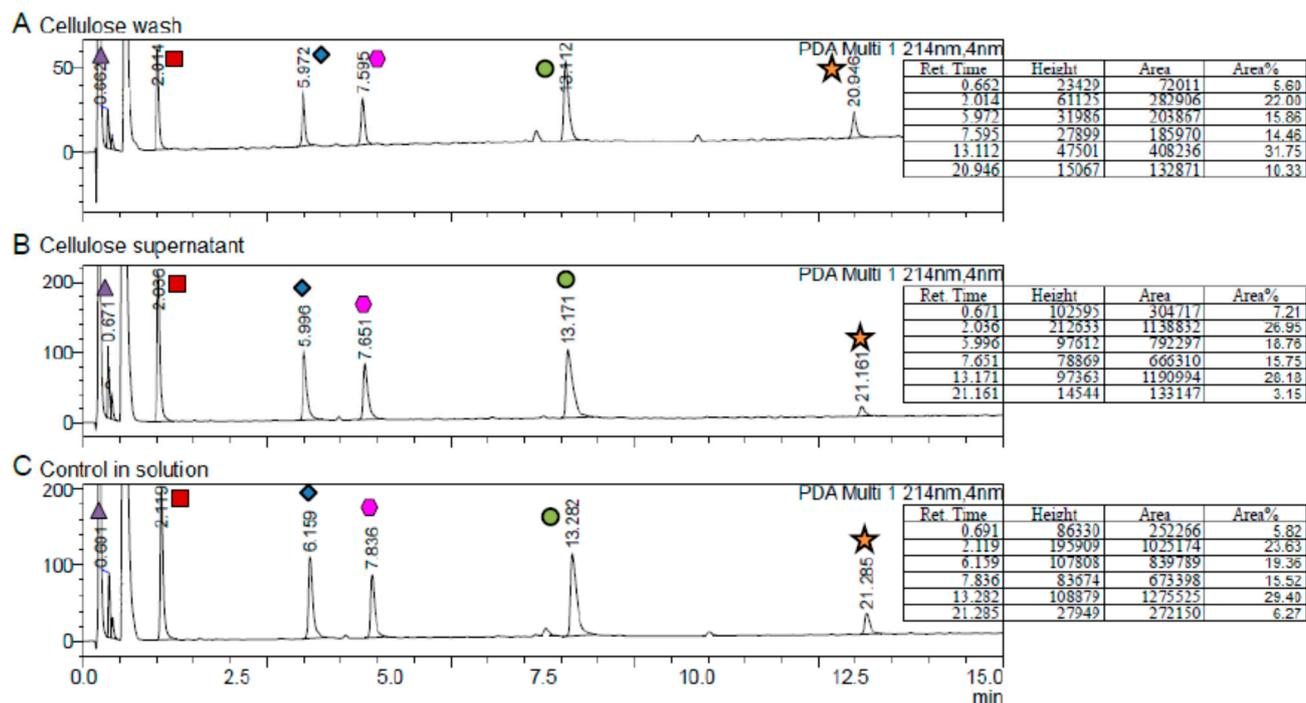 A Cellulose wash
PDA Multi 1 214nm,4nm
50
0
0.662
2.014
5.972
7.595
13.112
20.946
Ret. Time Height Area Area%
0.662 23429 72011 5.60
2.014 61125 282906 22.00
5.972 31986 203867 15.86
7.595 27899 185970 14.46
13.112 47501 408236 31.75
20.946 15067 132871 10.33
B Cellulose supernatant
PDA Multi 1 214nm,4nm
200
100
0
0.671
2.036
5.996
7.651
13.171
21.161
Ret. Time Height Area Area%
0.671 102595 304717 7.21
2.036 212633 1138832 26.95
5.996 97612 792297 18.76
7.651 78869 666310 15.75
13.171 97363 1190994 28.18
21.161 14544 133147 3.15
C Control in solution
PDA Multi 1 214nm,4nm
200
100
0
2.119
6.159
7.836
13.282
21.285
Ret. Time Height Area Area%
0.691 86330 252266 5.82
2.119 195909 1025174 23.63
6.159 107808 839789 19.36
7.836 83674 673398 15.52
13.282 108879 1275525 29.40
21.285 27949 272150 6.27
0.0 2.5 5.0 7.5 10.0 12.5 15.0
min